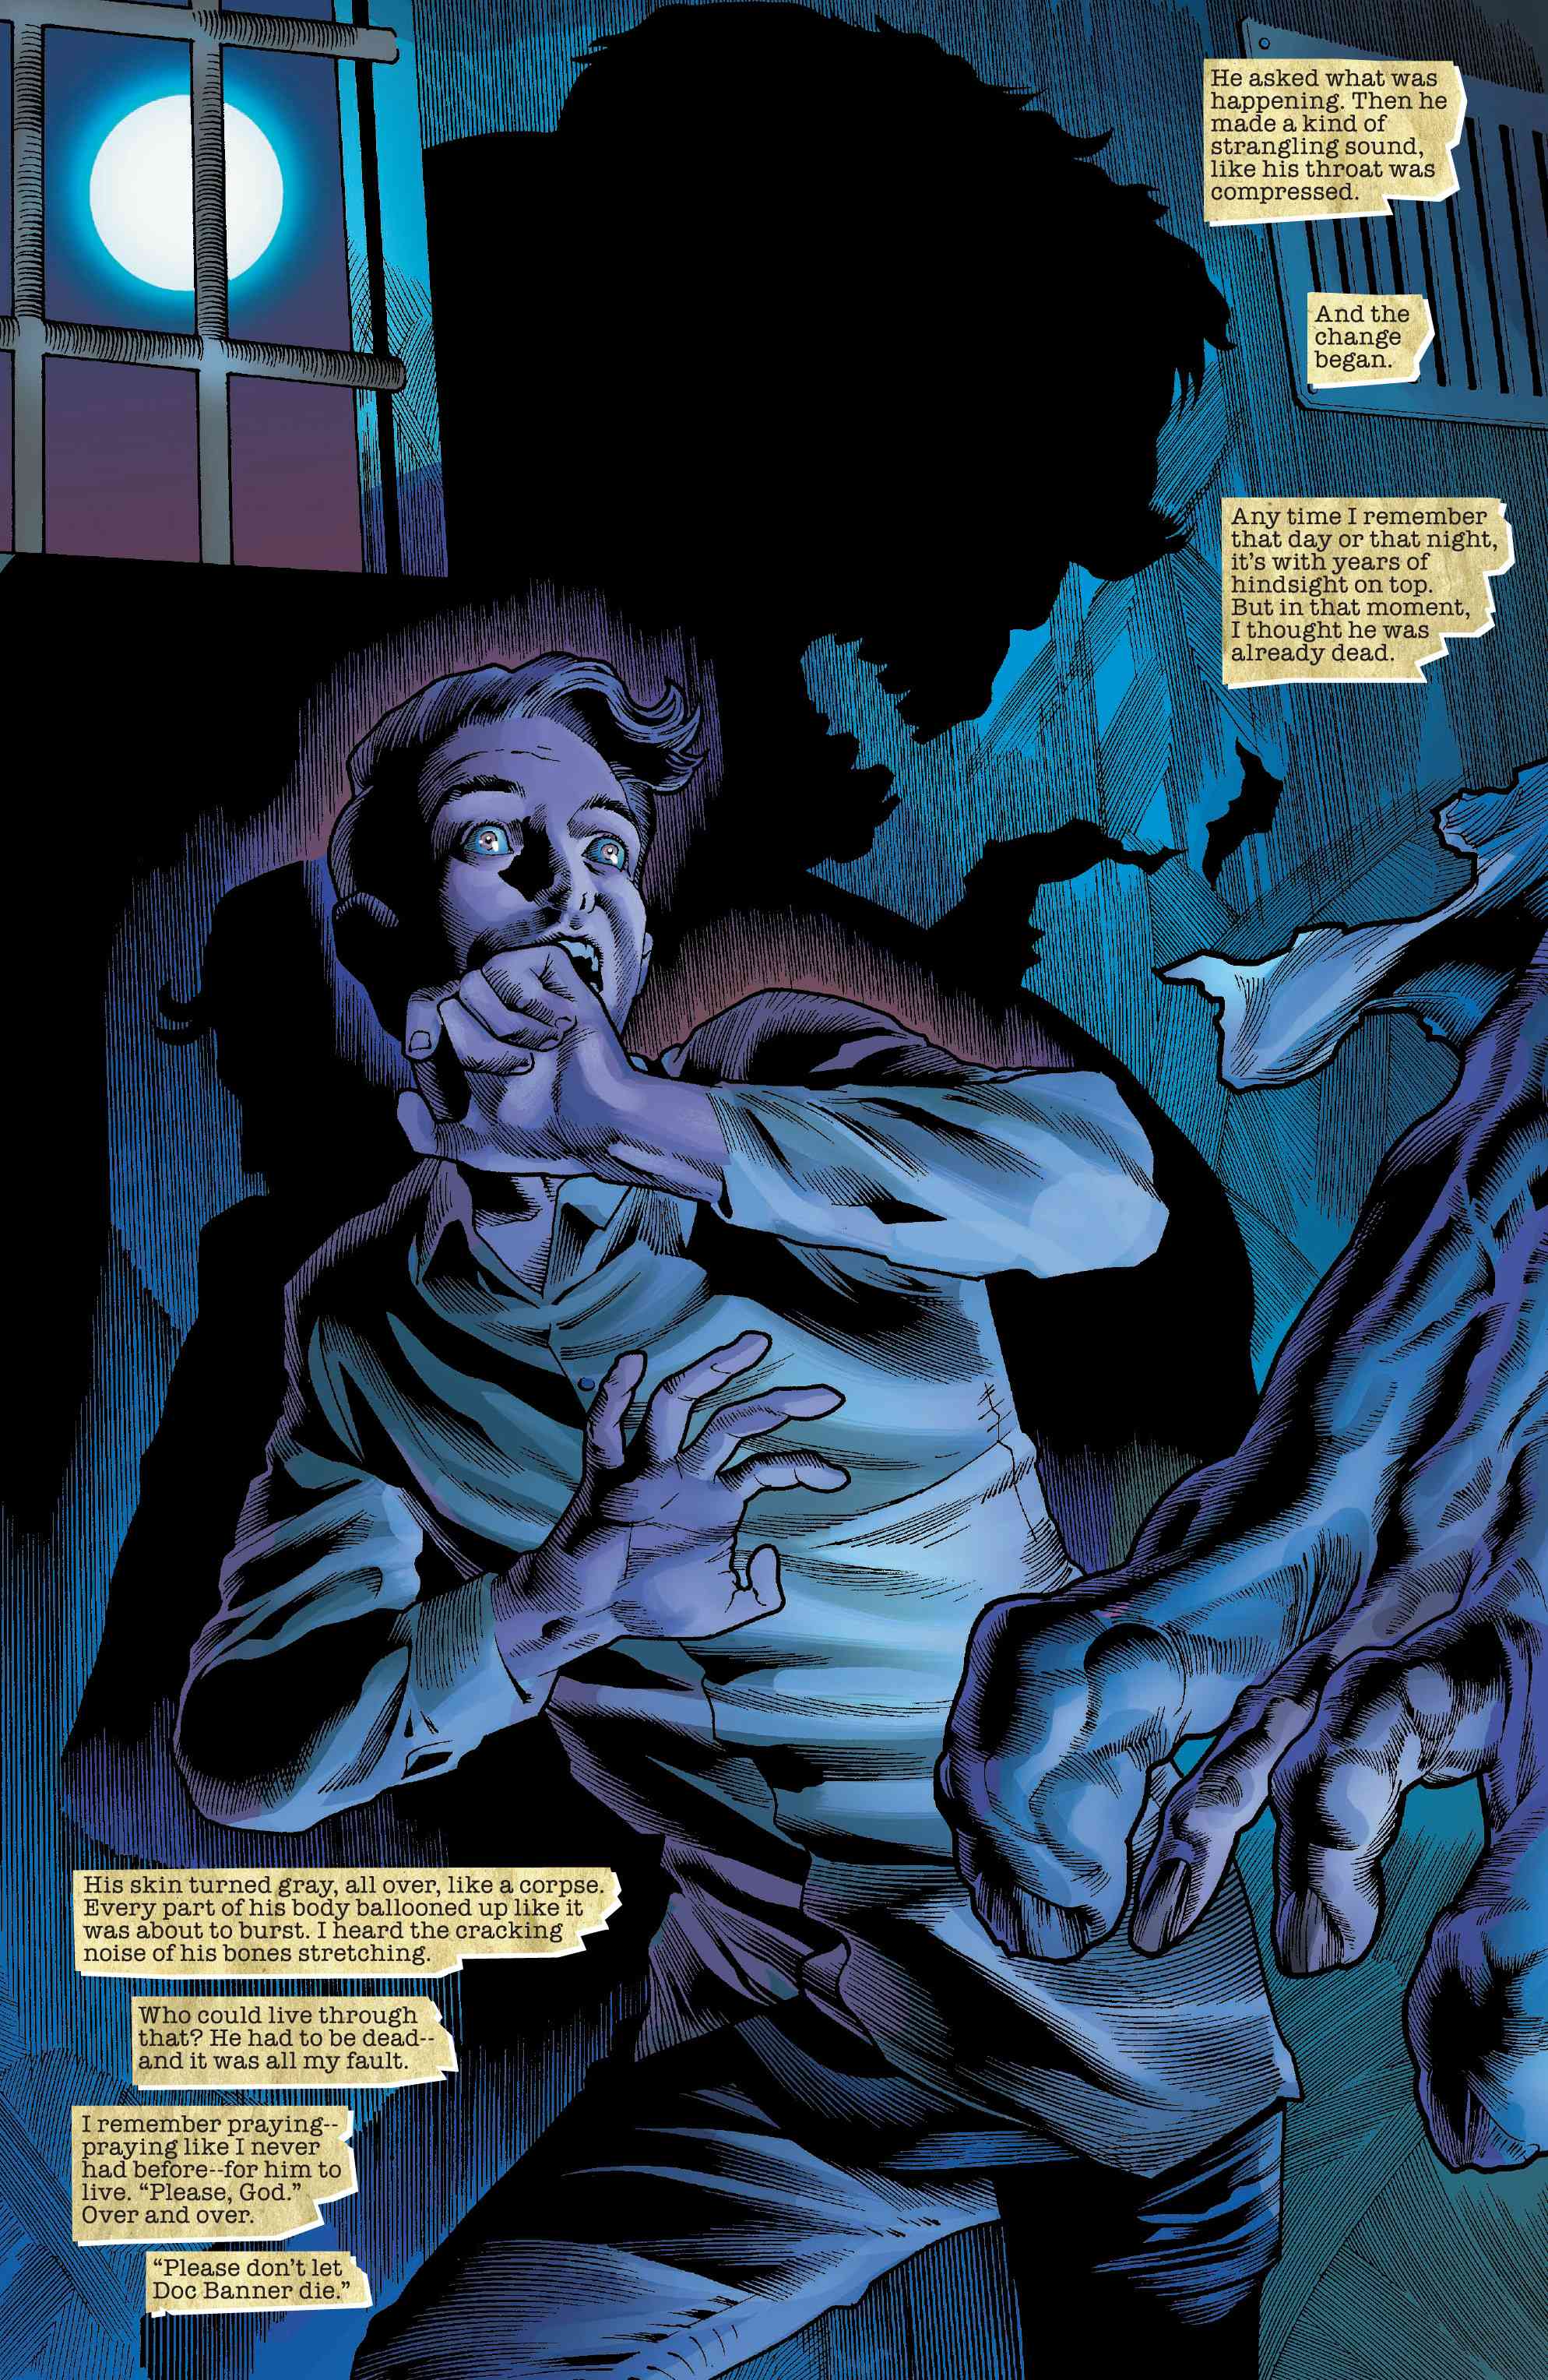 He asked what was
happening. Then he
made a kind of
strangling sound,
like his throat was
compressed.
And the
change
began.
Any time I remember
that day or that night,
it's with years of
hindsight on top.
But in that moment,
I thought he was
already dead.
His skin turned gray, all over, like a corpse.
Every part of his body ballooned up like it
was about to burst. I heard the cracking
noise of his bones stretching.
Who could live through
that? He had to be dead--
and it was all my fault.
I remember praying--
praying like I never
had before--for him to
live. “Please, God.”
Over and over.
“Please don't let
Doc Banner die.”